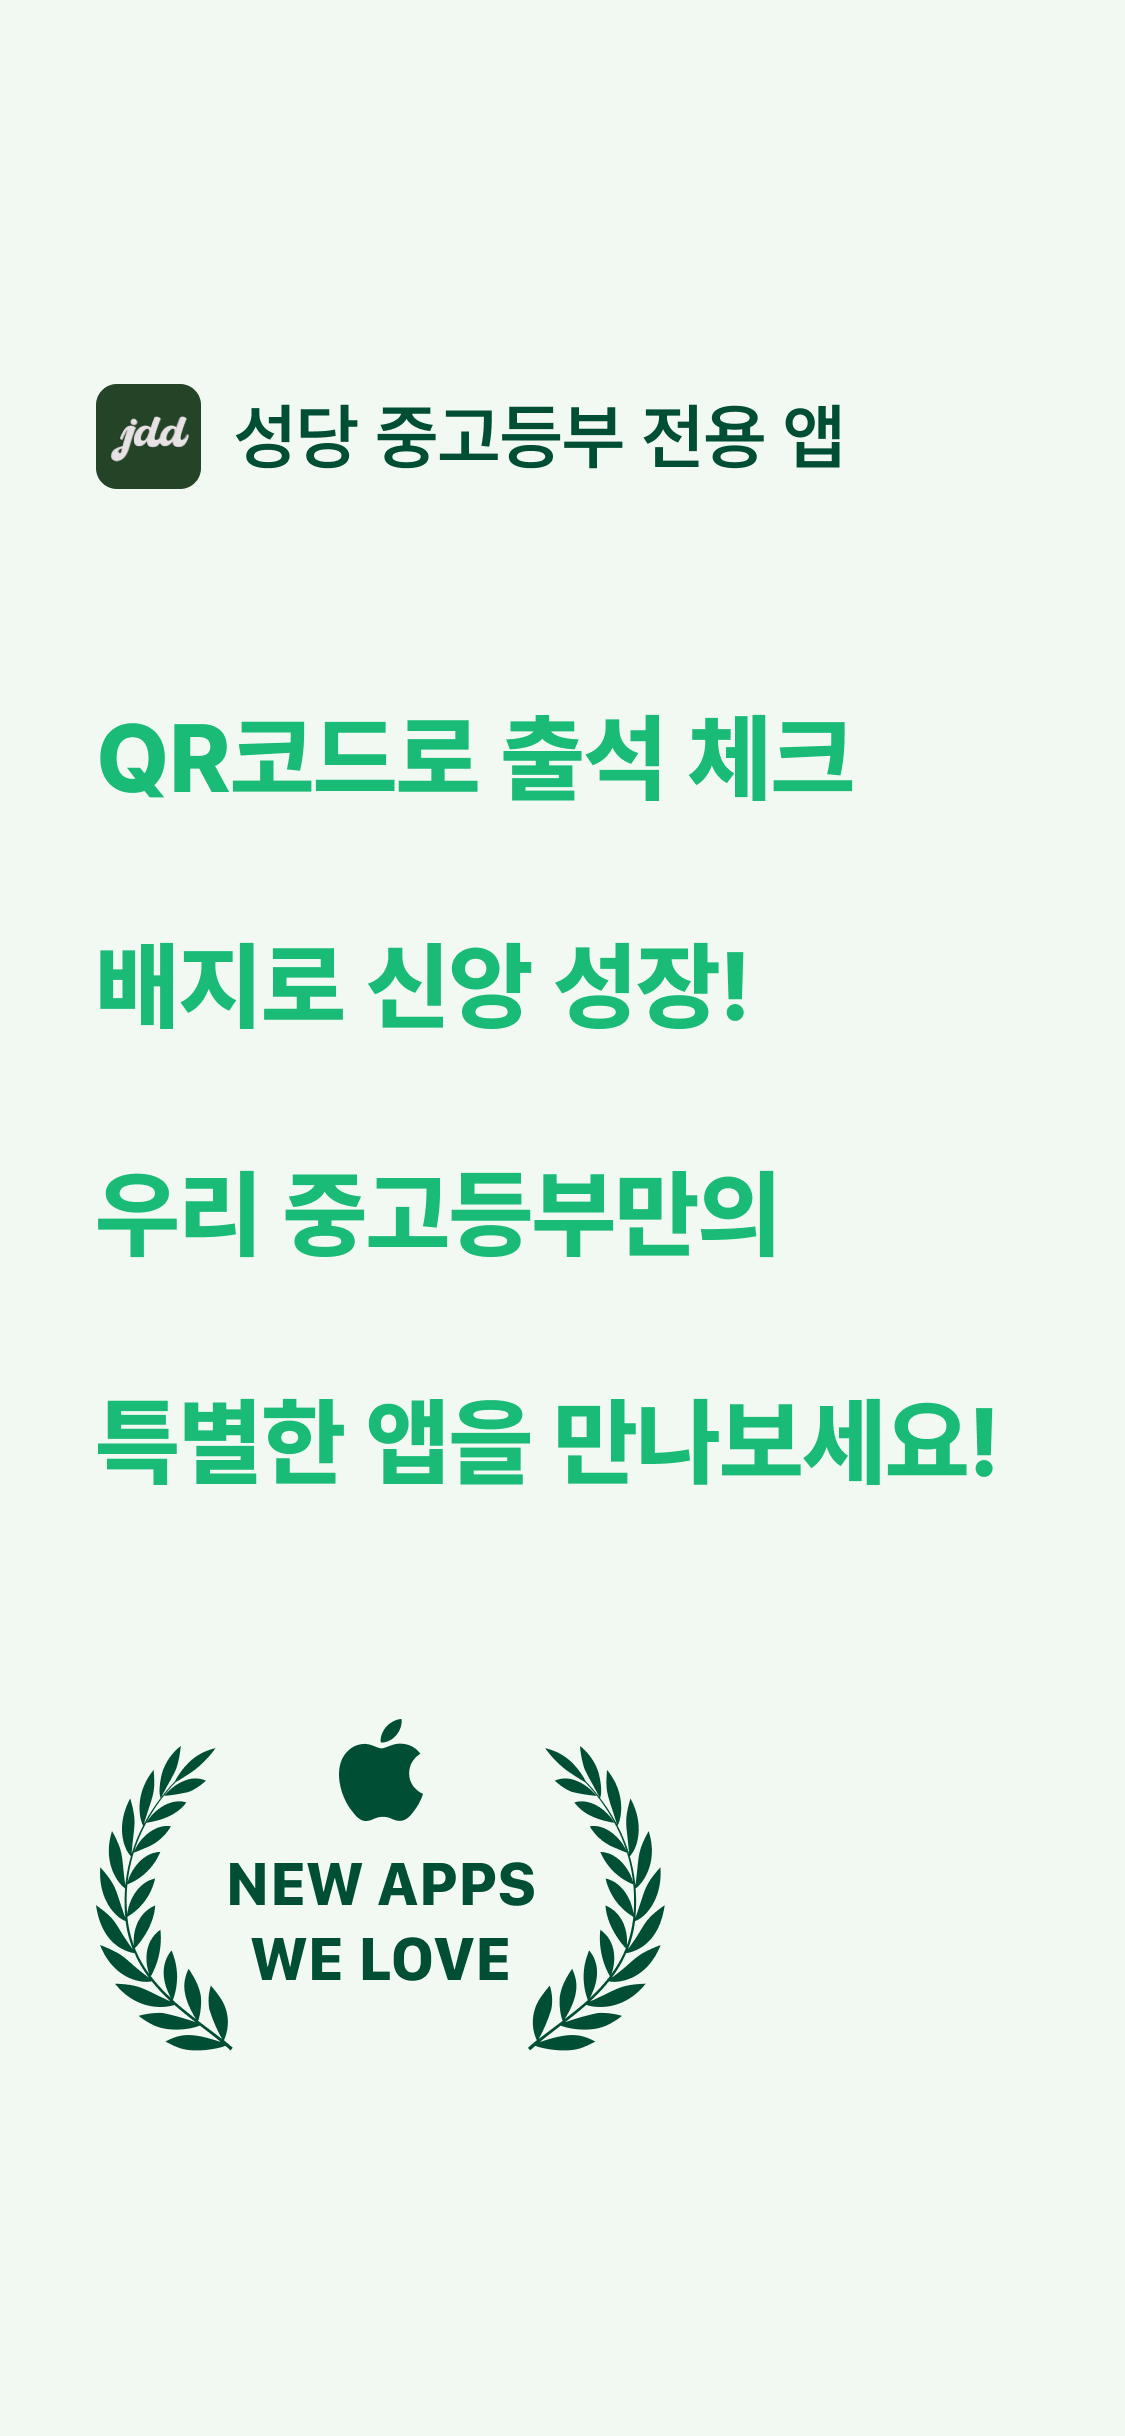 jdd 성당 중고등부 전용 앱
QR코드로 출석 체크
배지로 신앙 성장!
우리 중고등부만의
특별한 앱을 만나보세요!
NEW APPS
WE LOVE